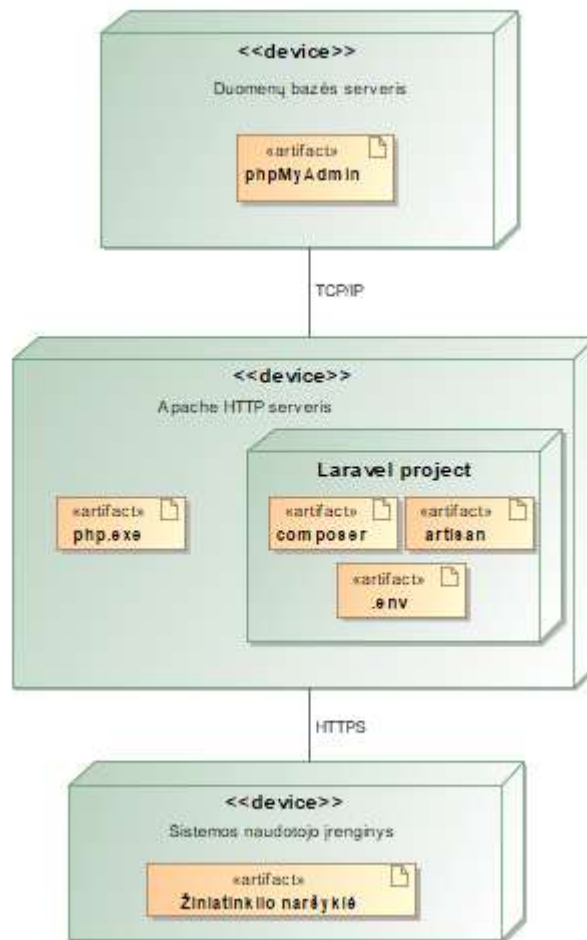 <<device>>
Duomenų bazės serveris
«artifact»
phpMyAdmin
TCP/IP
<<device>>
Apache HTTP serveris
Laravel project
«artifact»
php.exe
«artifact»
composer
«artifact»
artisan
«artifact»
.env
HTTPS
<<device>>
Sistemos naudotojo įrenginys
«artifact»
Žiniatinklio naršyklė